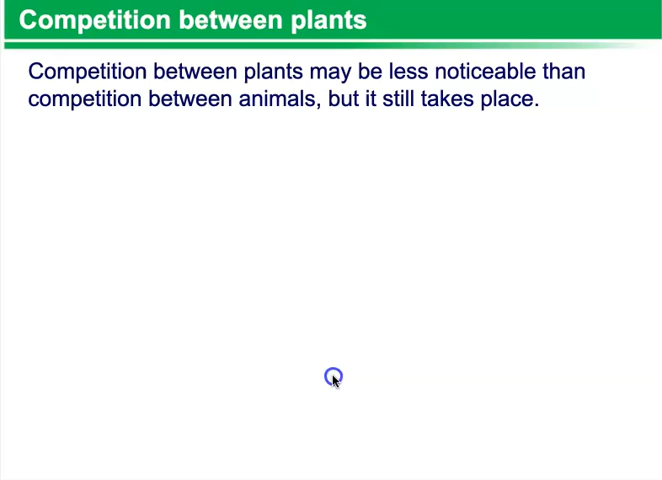 Competition between plants
Competition between plants may be less noticeable than
competition between animals, but it still takes place.